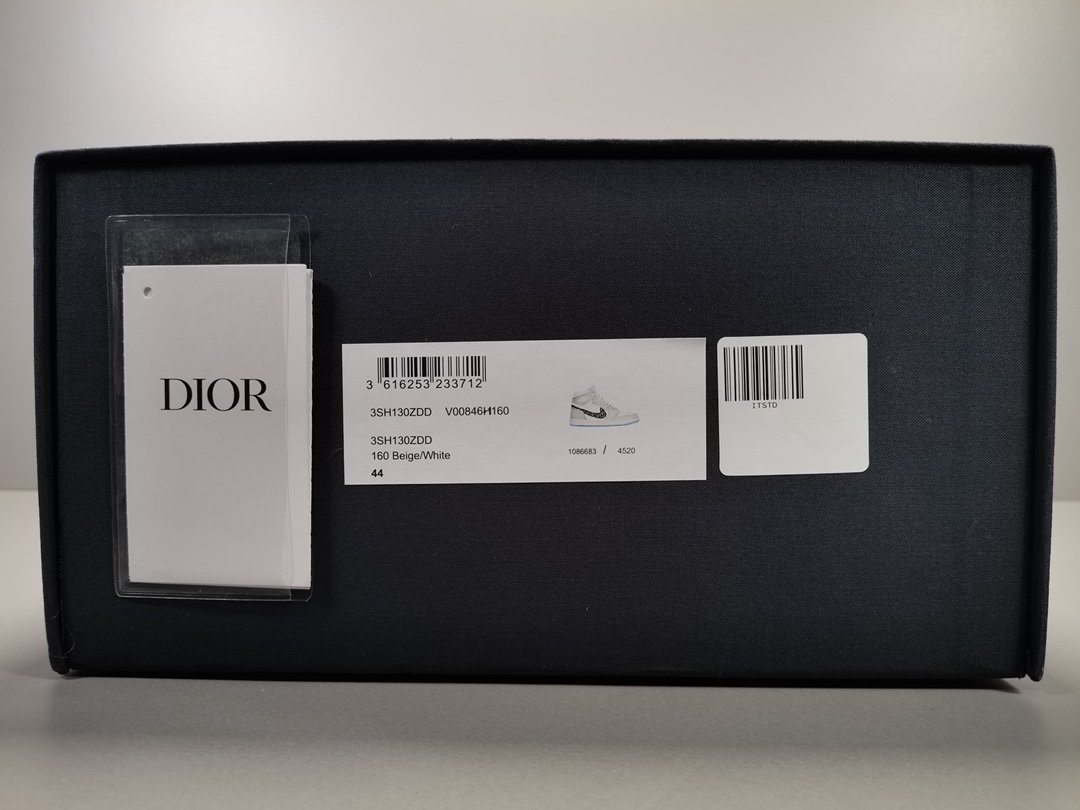 DIOR
3 616253 233712
3SH130ZDD V00846H160
3SH130ZDD
160 Beige/White
44
1086683 / 4520
ITSTD